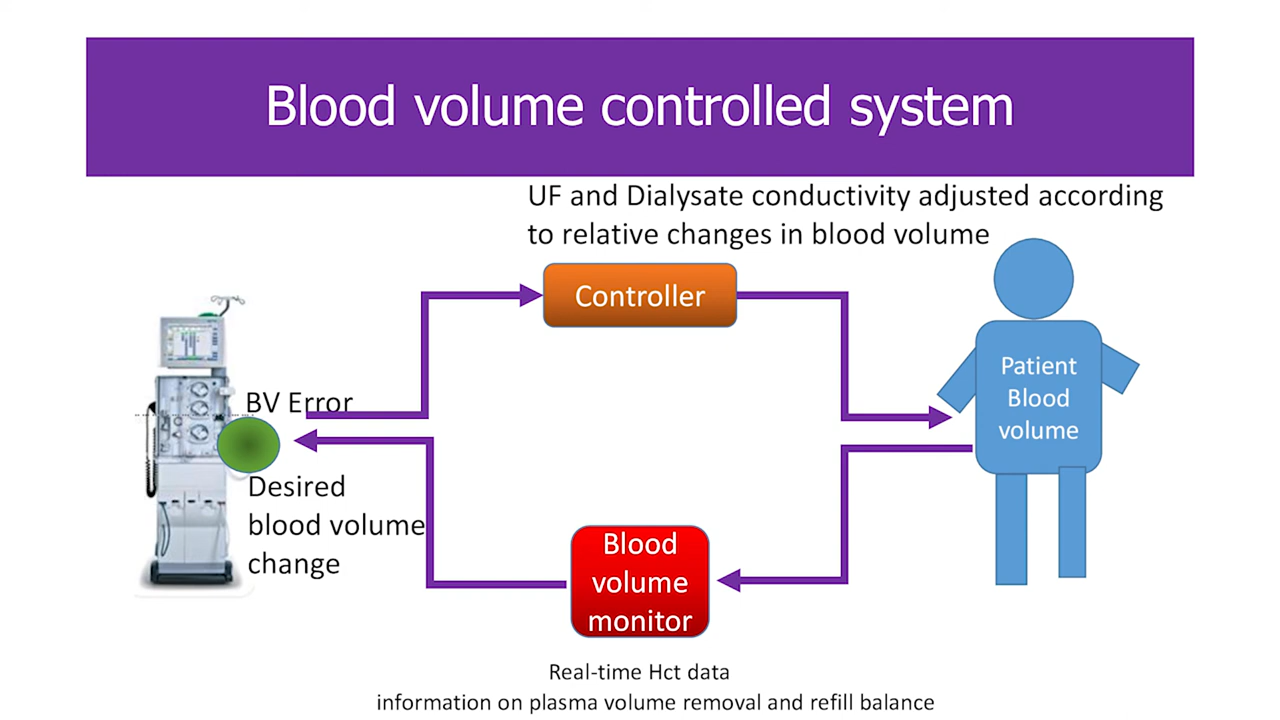 Blood volume controlled system
UF and Dialysate conductivity adjusted according
to relative changes in blood volume
Controller
Patient
Blood
volume
BV Error
Desired
blood volume
change
Blood
volume
monitor
Real-time Hct data
information on plasma volume removal and refill balance